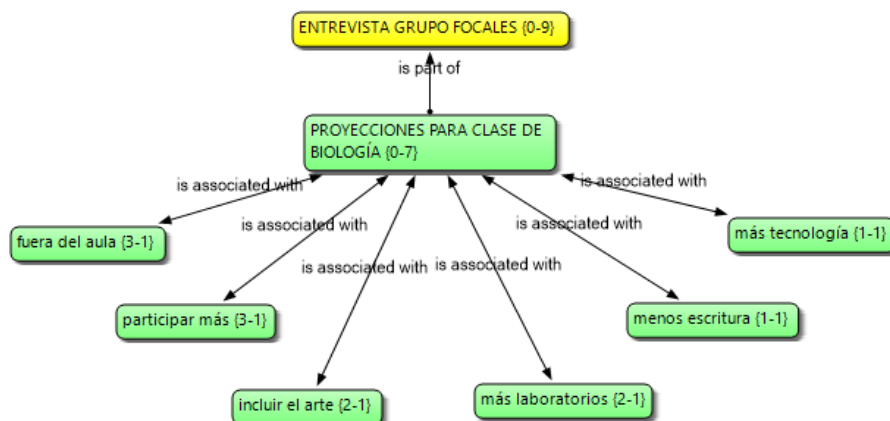 ENTREVISTA GRUPO FOCALES {0-9}
is part of
PROYECCIONES PARA CLASE DE
BIOLOGÍA {0-7}
is associated with
is associated with
is associated with
is associated with
is associated with
is associated with
fuera del aula {3-1}
más tecnología {1-1}
participar más {3-1}
menos escritura {1-1}
incluir el arte {2-1}
más laboratorios {2-1}